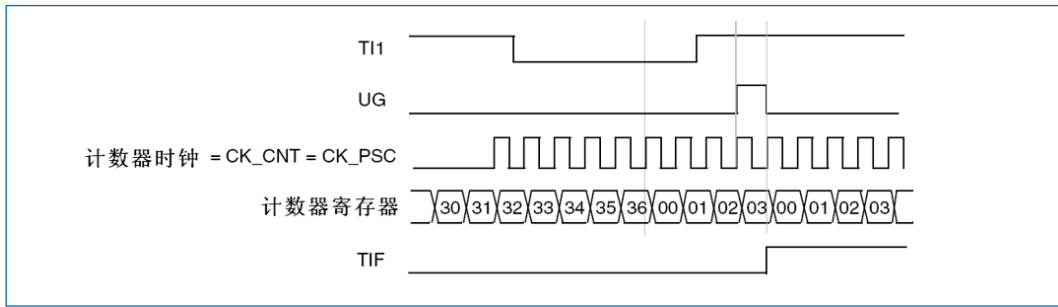 TI1
UG
计数器时钟 = CK_CNT = CK_PSC
计数器寄存器 30 31 32 33 34 35 36 00 01 02 03 00 01 02 03
TIF